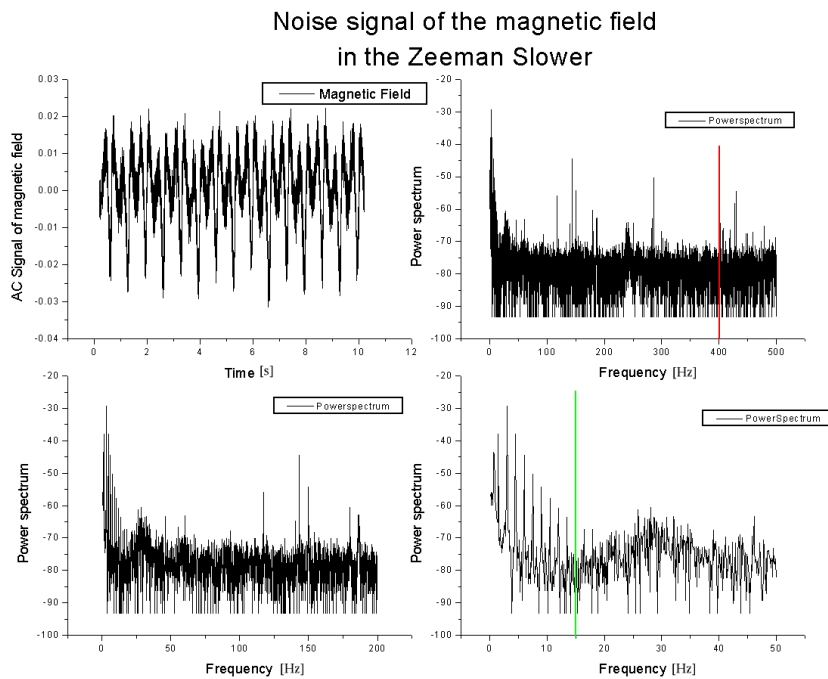 Noise signal of the magnetic field
in the Zeeman Slower
0.03
0.02
0.01
0.00
-0.01
-0.02
-0.03
-0.04
AC Signal of magnetic field
Magnetic Field
0 2 4 6 8 10 12
Time [s]
-20
-30
-40
-50
-60
-70
-80
-90
-100
Power spectrum
Powerspectrum
0 100 200 300 400 500
Frequency [Hz]
-20
-30
-40
-50
-60
-70
-80
-90
-100
Power spectrum
Powerspectrum
0 50 100 150 200
Frequency [Hz]
-20
-30
-40
-50
-60
-70
-80
-90
-100
Power spectrum
PowerSpectrum
0 10 20 30 40 50
Frequency [Hz]